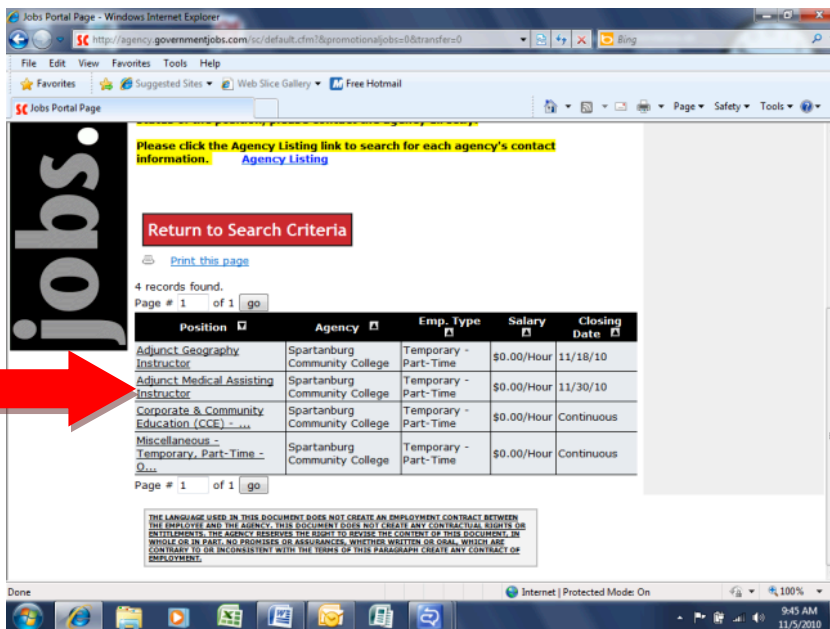 Jobs Portal Page - Windows Internet Explorer
SC http://agency.governmentjobs.com/sc/default.cfm?&promotionaljobs=0&transfer=0
Bing
File Edit View Favorites Tools Help
Favorites Suggested Sites Web Slice Gallery Free Hotmail
SC Jobs Portal Page
Page Safety Tools
jobs.
status of the position, please contact the agency directly.
Please click the Agency Listing link to search for each agency's contact
information. Agency Listing
Return to Search Criteria
Print this page
4 records found.
Page # 1 of 1 go
Position Agency Emp. Type Salary Closing Date
Adjunct Geography Instructor Spartanburg Community College Temporary - Part-Time $0.00/Hour 11/18/10
Adjunct Medical Assisting Instructor Spartanburg Community College Temporary - Part-Time $0.00/Hour 11/30/10
Corporate & Community Education (CCE) - ... Spartanburg Community College Temporary - Part-Time $0.00/Hour Continuous
Miscellaneous - Temporary, Part-Time - O... Spartanburg Community College Temporary - Part-Time $0.00/Hour Continuous
Page # 1 of 1 go
THE LANGUAGE USED IN THIS DOCUMENT DOES NOT CREATE AN EMPLOYMENT CONTRACT BETWEEN
THE EMPLOYEE AND THE AGENCY. THIS DOCUMENT DOES NOT CREATE ANY CONTRACTUAL RIGHTS OR
ENTITLEMENTS. THE AGENCY RESERVES THE RIGHT TO REVISE THE CONTENT OF THIS DOCUMENT, IN
WHOLE OR IN PART. NO PROMISES OR ASSURANCES, WHETHER WRITTEN OR ORAL, WHICH ARE
CONTRARY TO OR INCONSISTENT WITH THE TERMS OF THIS PARAGRAPH CREATE ANY CONTRACT OF
EMPLOYMENT.
Done Internet | Protected Mode: On 100%
9:45 AM
11/5/2010